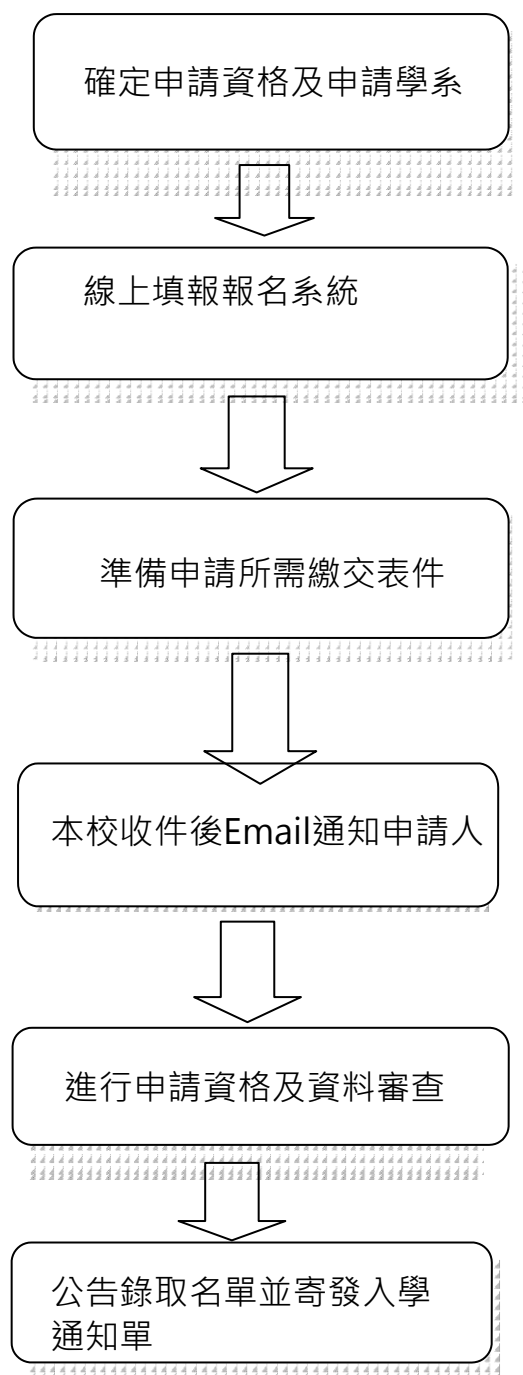 確定申請資格及申請學系
線上填報報名系統
準備申請所需繳交表件
本校收件後Email通知申請人
進行申請資格及資料審查
公告錄取名單並寄發入學
通知單